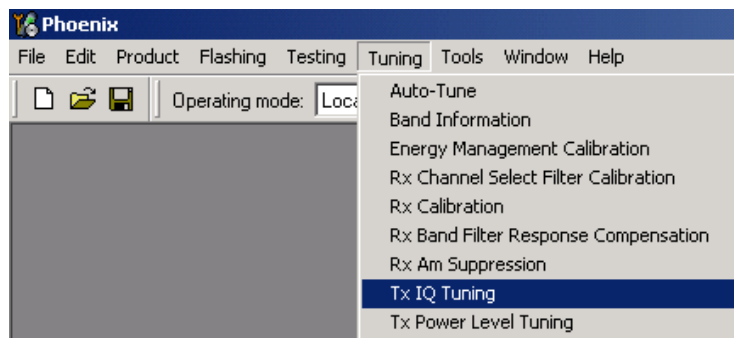 Phoenix
File Edit Product Flashing Testing Tuning Tools Window Help
Operating mode: Loca
Auto-Tune
Band Information
Energy Management Calibration
Rx Channel Select Filter Calibration
Rx Calibration
Rx Band Filter Response Compensation
Rx Am Suppression
Tx IQ Tuning
Tx Power Level Tuning